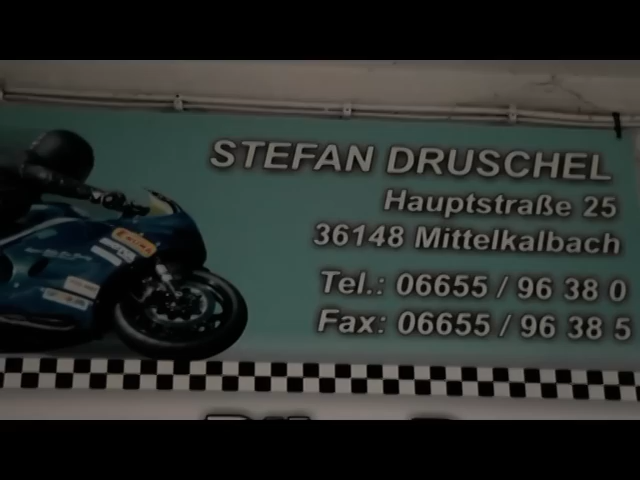 STEFAN DRUSCHEL
Hauptstraße 25
36148 Mittelkalbach
Tel.: 06655 / 96 38 0
Fax: 06655 / 96 38 5